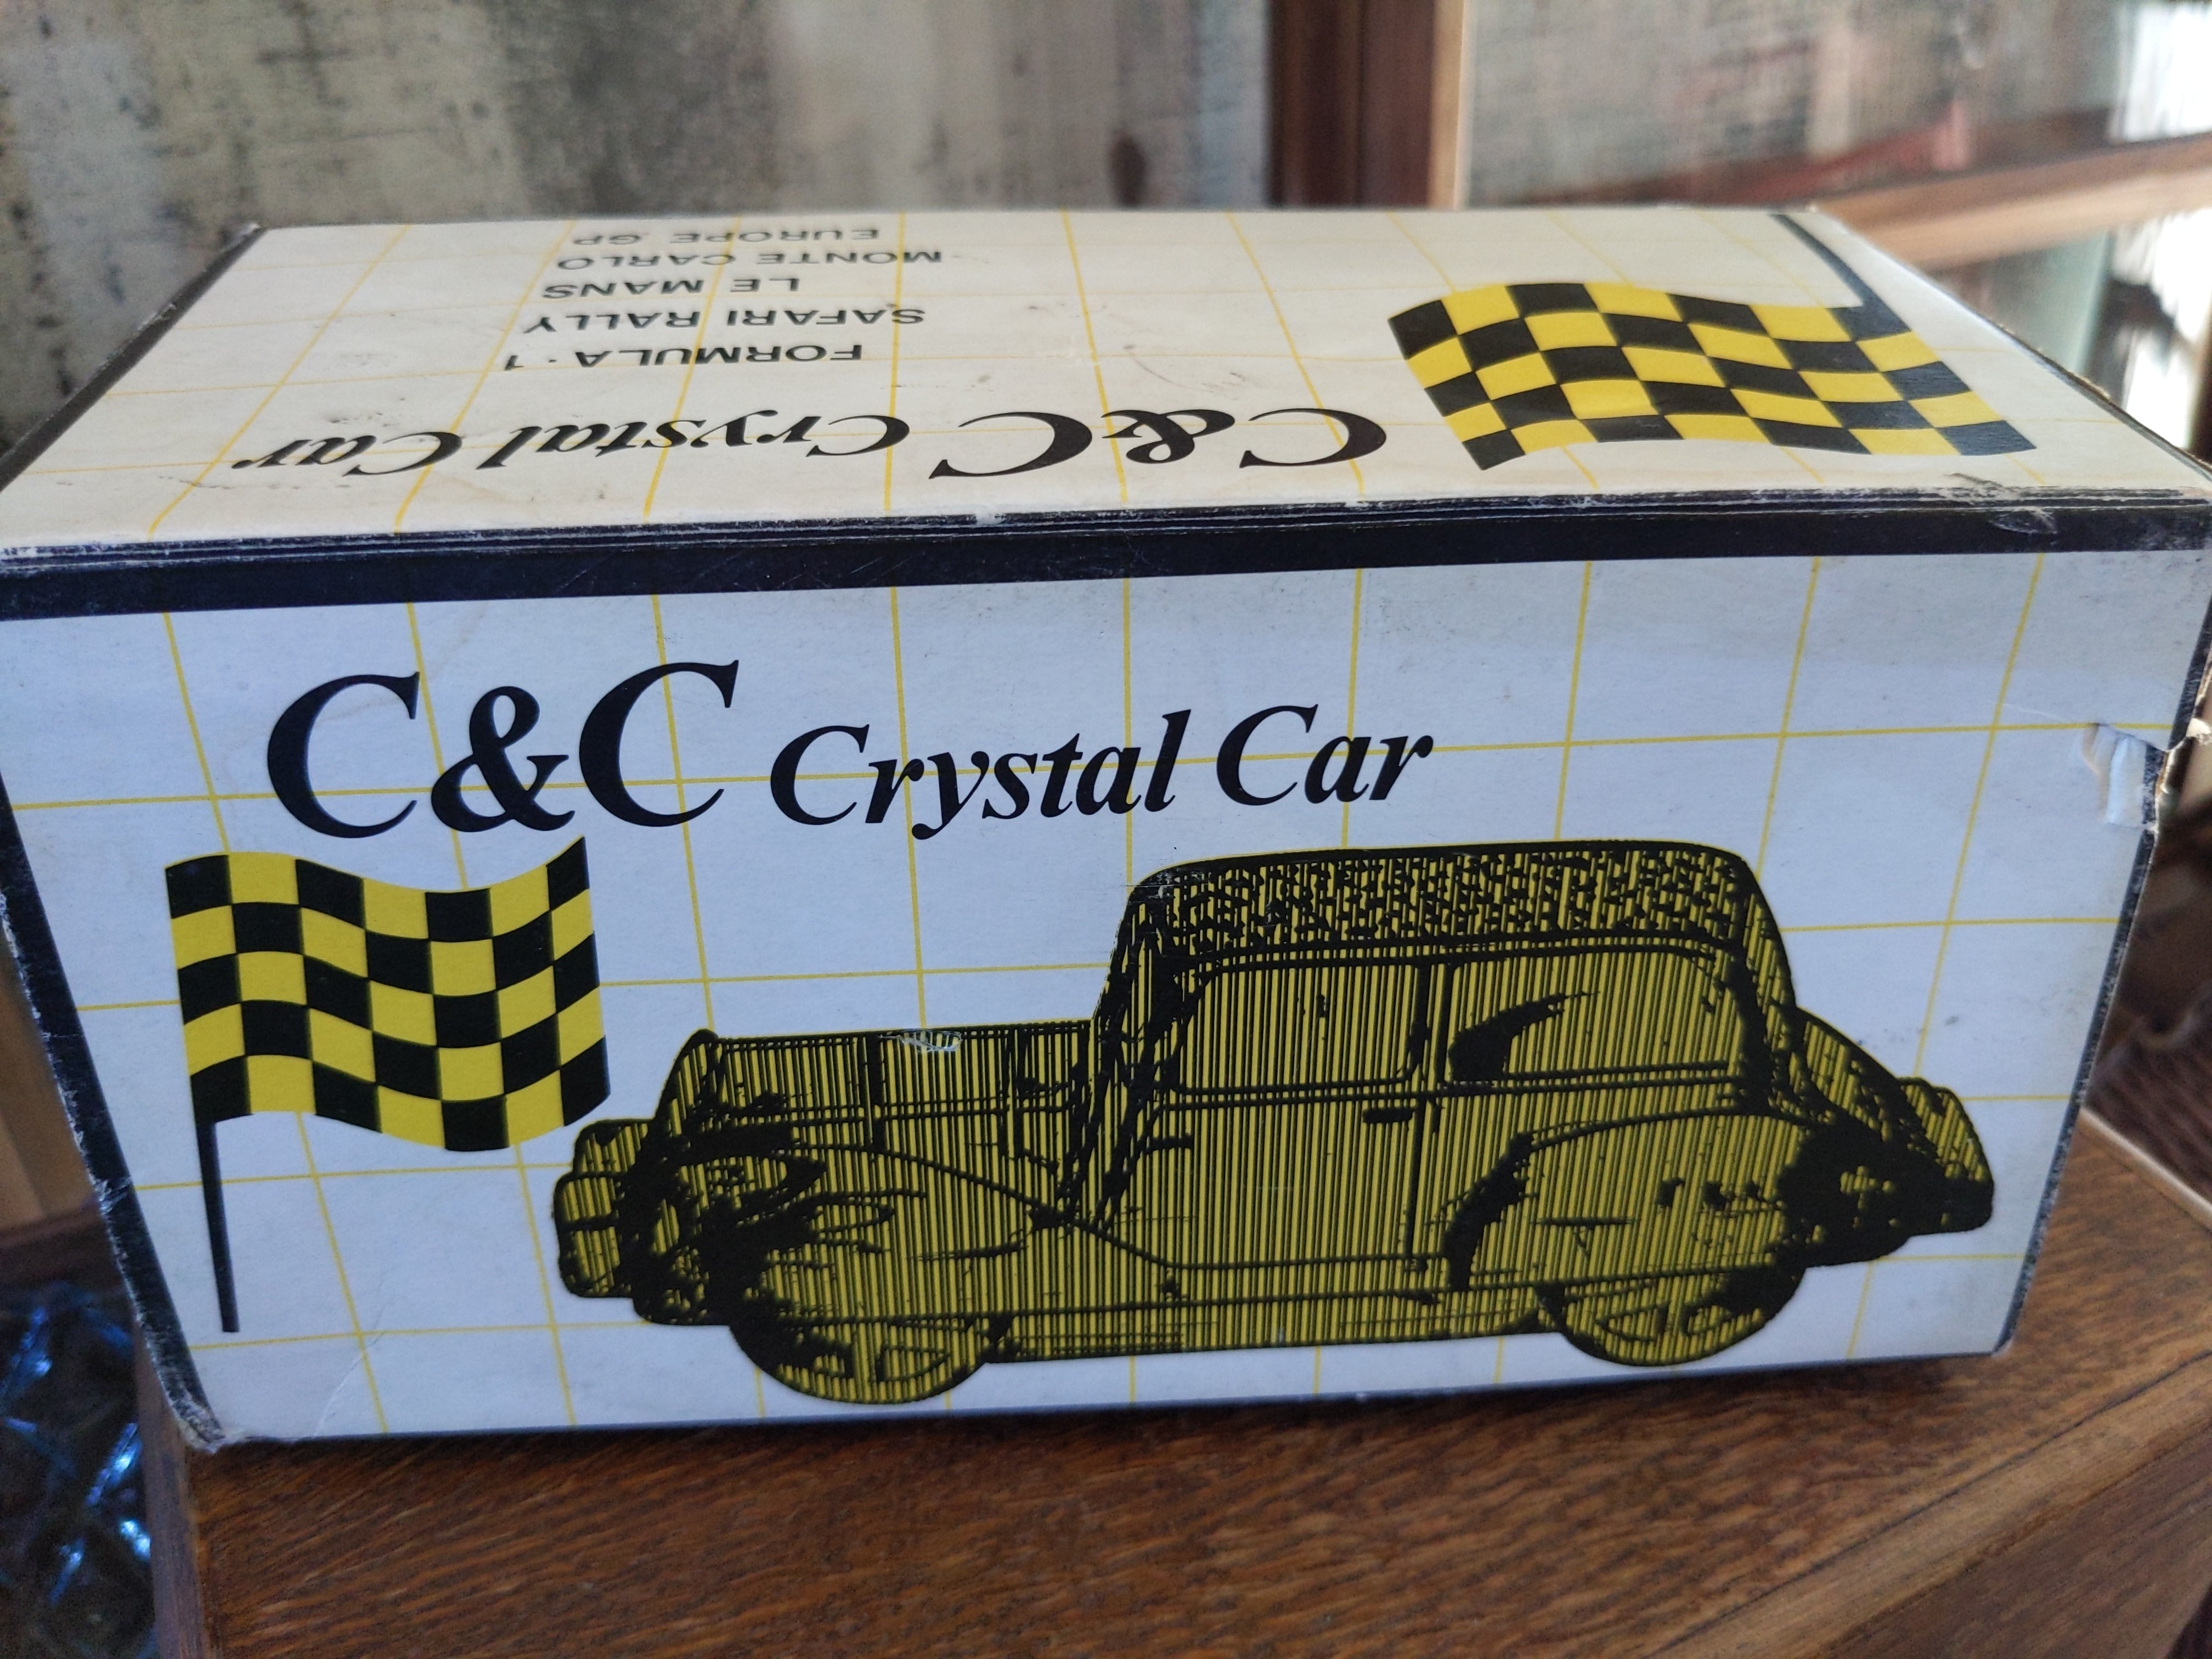 C&C Crystal Car
FORMULA · 1
SAFARI RALLY
LE MANS
MONTE CARLO
EUROPE GP
C&C Crystal Car